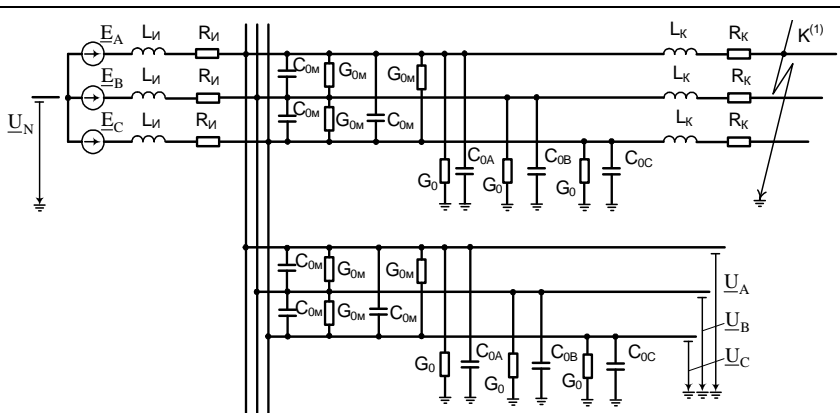 E_A L_И R_И L_К R_К K^(1)
C_0М G_0М G_0М
E_B L_И R_И L_К R_К
U_N C_0М G_0М C_0М
E_C L_И R_И L_К R_К
G_0 C_0A G_0 C_0B G_0 C_0C
C_0М G_0М G_0М
U_A
C_0М G_0М C_0М
U_B
G_0 C_0A G_0 C_0B G_0 C_0C
U_C